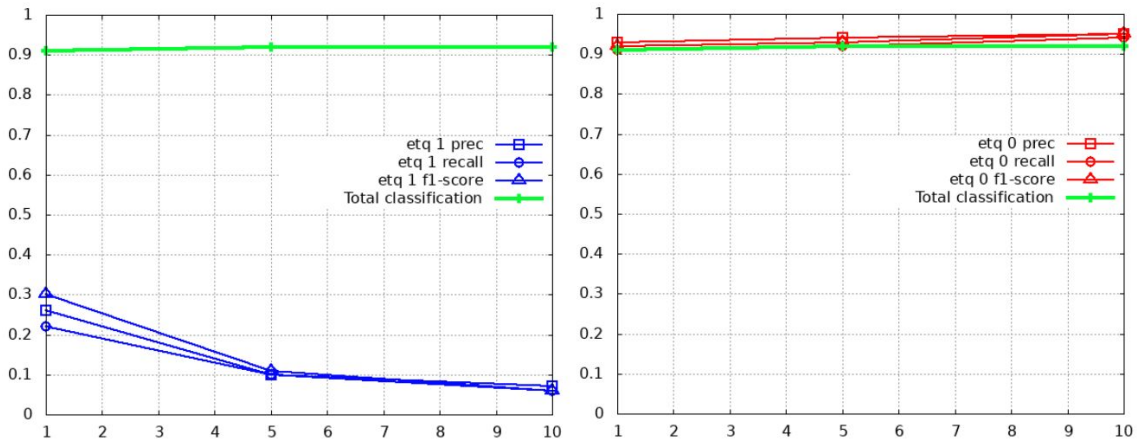 1
0.9
0.8
0.7
0.6
0.5
0.4
0.3
0.2
0.1
0
1 2 3 4 5 6 7 8 9 10
etq 1 prec
etq 1 recall
etq 1 f1-score
Total classification
1
0.9
0.8
0.7
0.6
0.5
0.4
0.3
0.2
0.1
0
1 2 3 4 5 6 7 8 9 10
etq 0 prec
etq 0 recall
etq 0 f1-score
Total classification